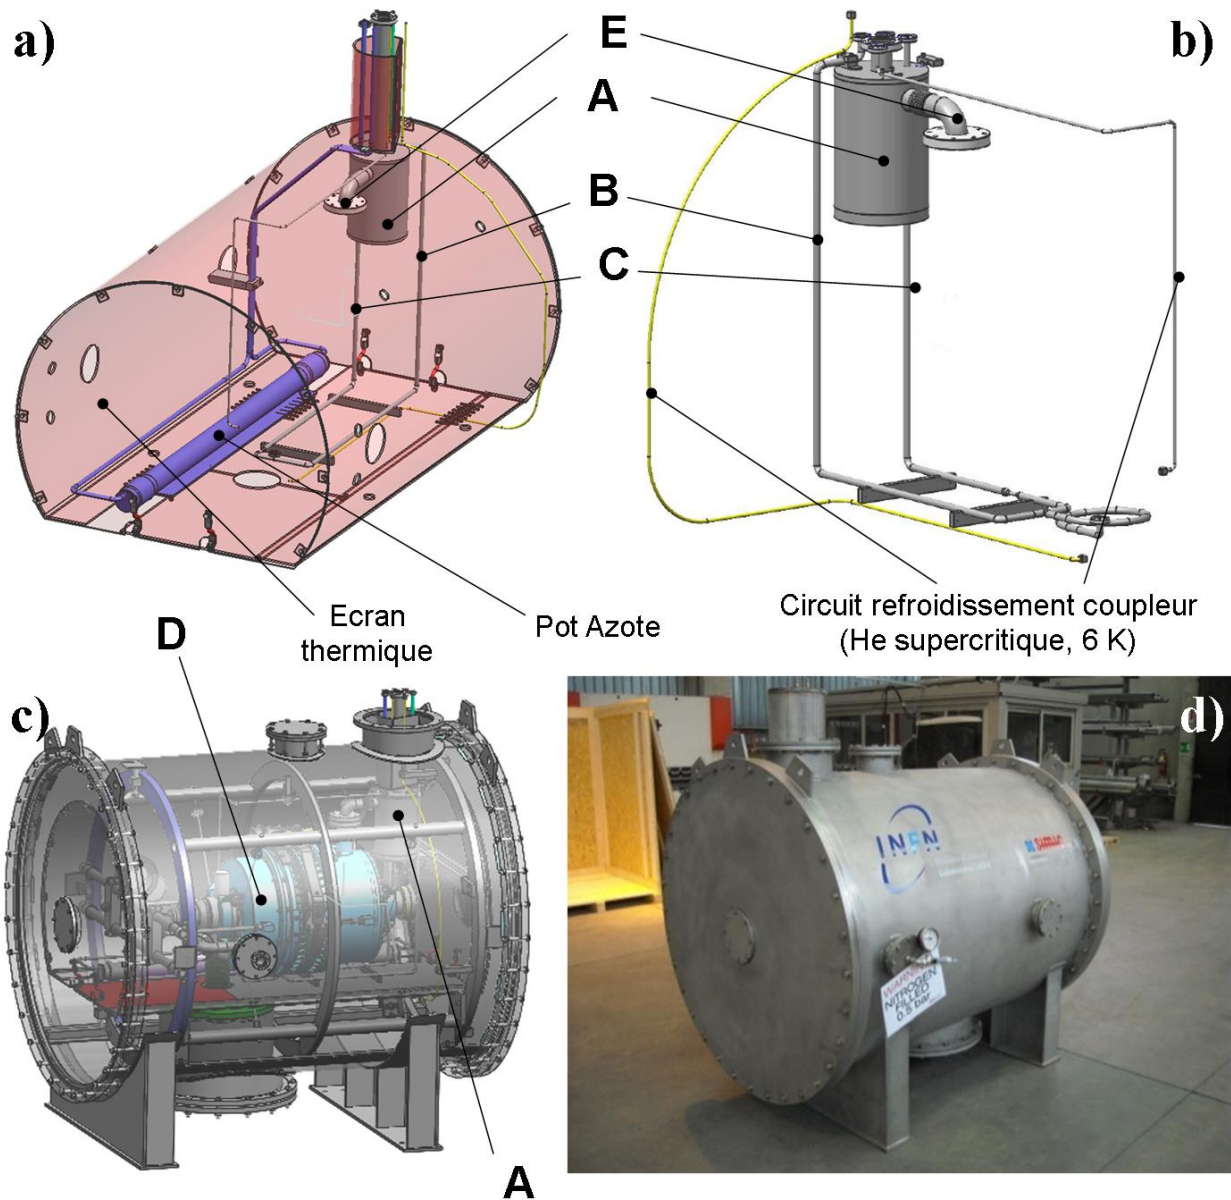 a)
E
b)
A
B
C
Ecran
thermique
Pot Azote
Circuit refroidissement coupleur
(He supercritique, 6 K)
D
c)
d)
INFN
WARNING
NITROGEN
FILLED
0.5 bar
A